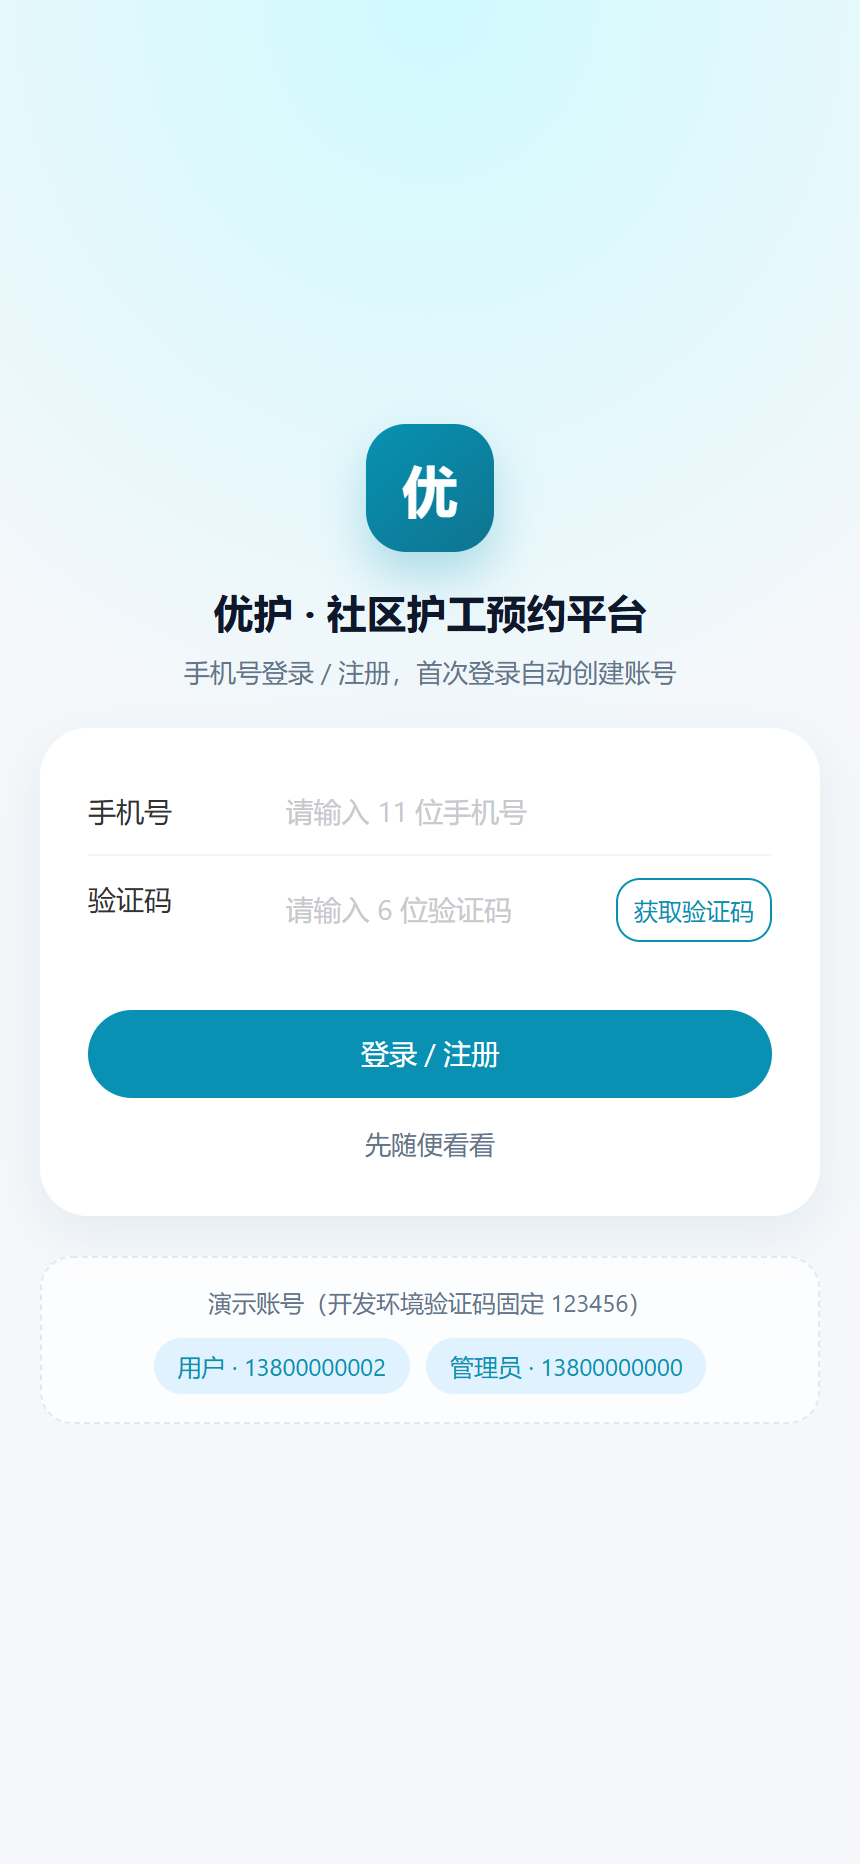 优
优护 · 社区护工预约平台
手机号登录 / 注册，首次登录自动创建账号
手机号 请输入 11 位手机号
验证码 请输入 6 位验证码 获取验证码
登录 / 注册
先随便看看
演示账号（开发环境验证码固定 123456）
用户 · 13800000002 管理员 · 13800000000